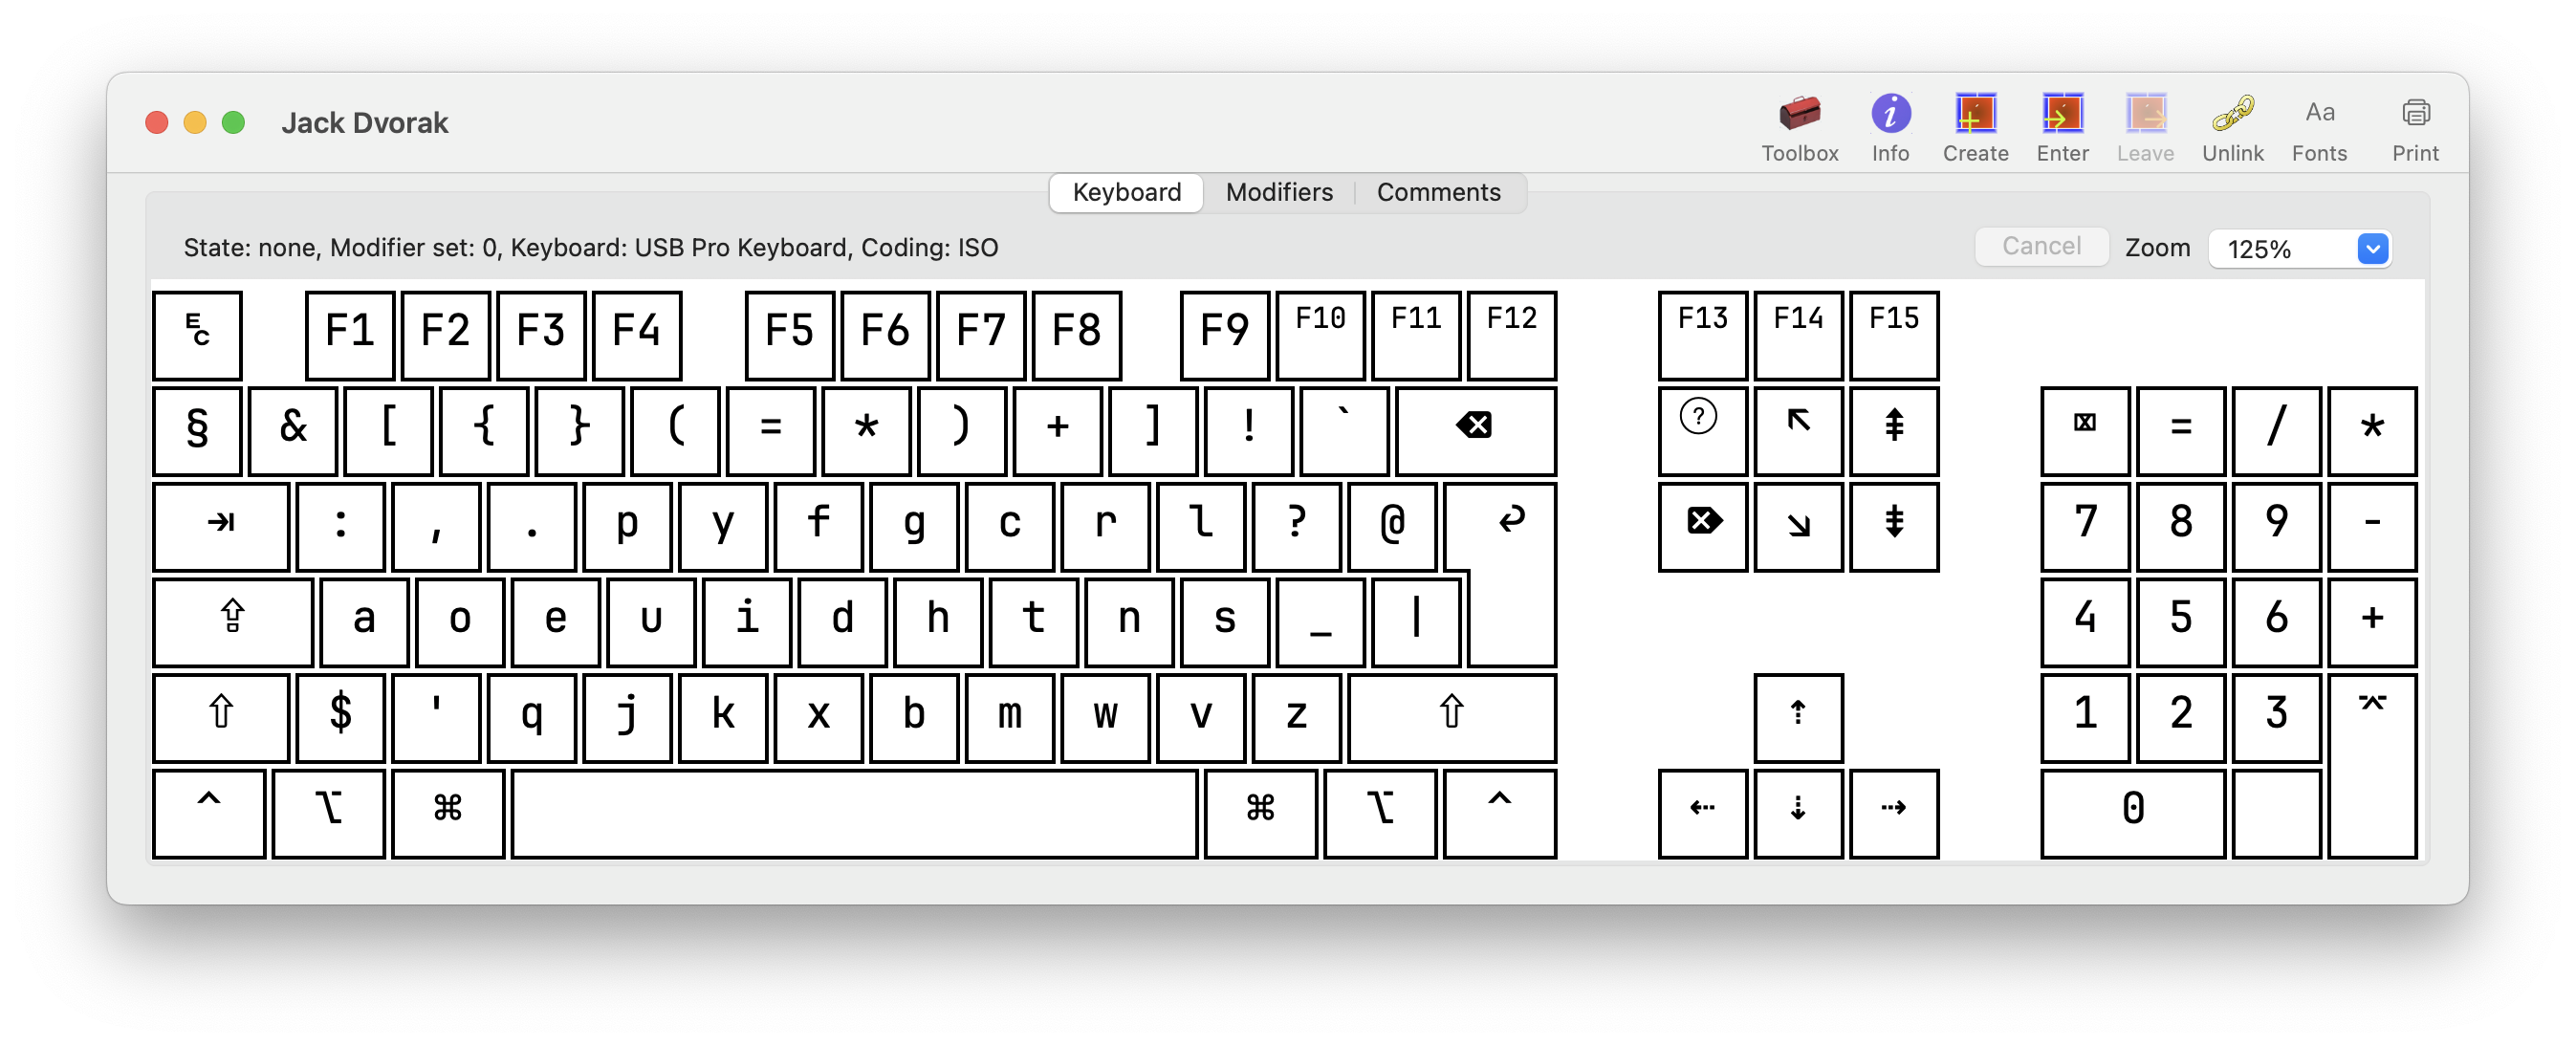 Jack Dvorak
Toolbox Info Create Enter Leave Unlink Aa Fonts Print
Keyboard Modifiers Comments
State: none, Modifier set: 0, Keyboard: USB Pro Keyboard, Coding: ISO Cancel Zoom 125%
EC F1 F2 F3 F4 F5 F6 F7 F8 F9 F10 F11 F12 F13 F14 F15
§ & [ { } ( = * ) + ] ! ` ⌫ ? ↖ ⇞ ⌧ = / *
⇥ : , . p y f g c r l ? @ ↩ ⌦ ↘ ⇟ 7 8 9 -
⇪ a o e u i d h t n s _ | 4 5 6 +
⇧ $ ' q j k x b m w v z ⇧ ⇡ 1 2 3 ⌤
⌃ ⌥ ⌘ ⌘ ⌥ ⌃ ⇠ ⇣ ⇢ 0